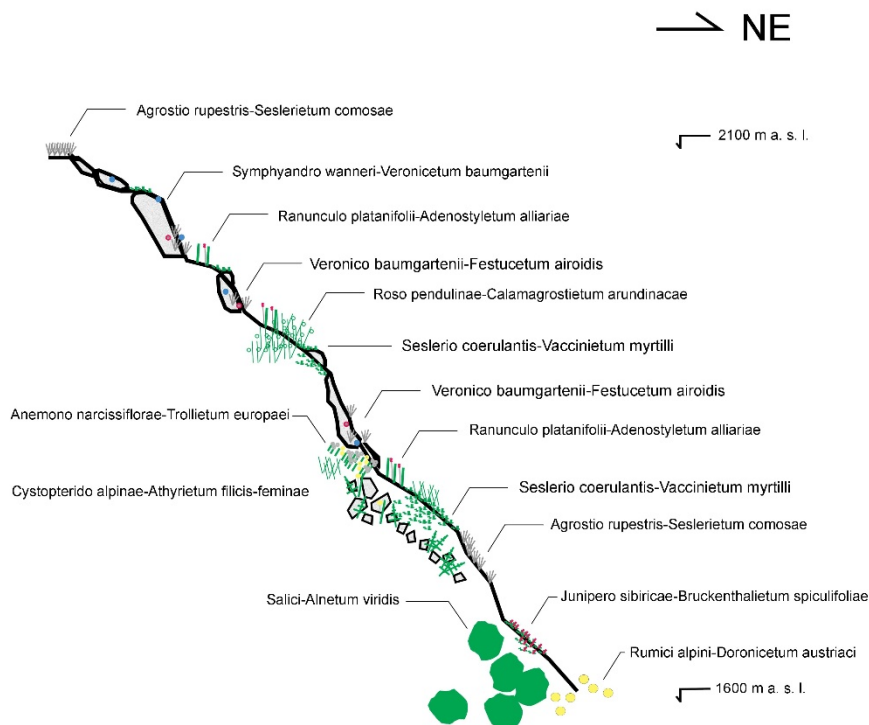 NE
Agrostio rupestris-Seslerietum comosae
2100 m a. s. l.
Symphyandro wanneri-Veronicetum baumgartenii
Ranunculo platanifolii-Adenostyletum alliariae
Veronico baumgartenii-Festucetum airoidis
Roso pendulinae-Calamagrostietum arundinacae
Seslerio coerulantis-Vaccinietum myrtilli
Veronico baumgartenii-Festucetum airoidis
Anemono narcissiflorae-Trollietum europaei
Ranunculo platanifolii-Adenostyletum alliariae
Cystopterido alpinae-Athyrietum filicis-feminae
Seslerio coerulantis-Vaccinietum myrtilli
Agrostio rupestris-Seslerietum comosae
Salici-Alnetum viridis
Junipero sibiricae-Bruckenthalietum spiculifoliae
Rumici alpini-Doronicetum austriaci
1600 m a. s. l.